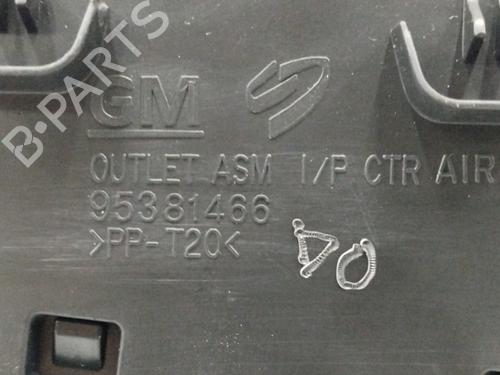 B-PARTS
GM
OUTLET ASM I/P CTR AIR
95381466
>PP-T20<